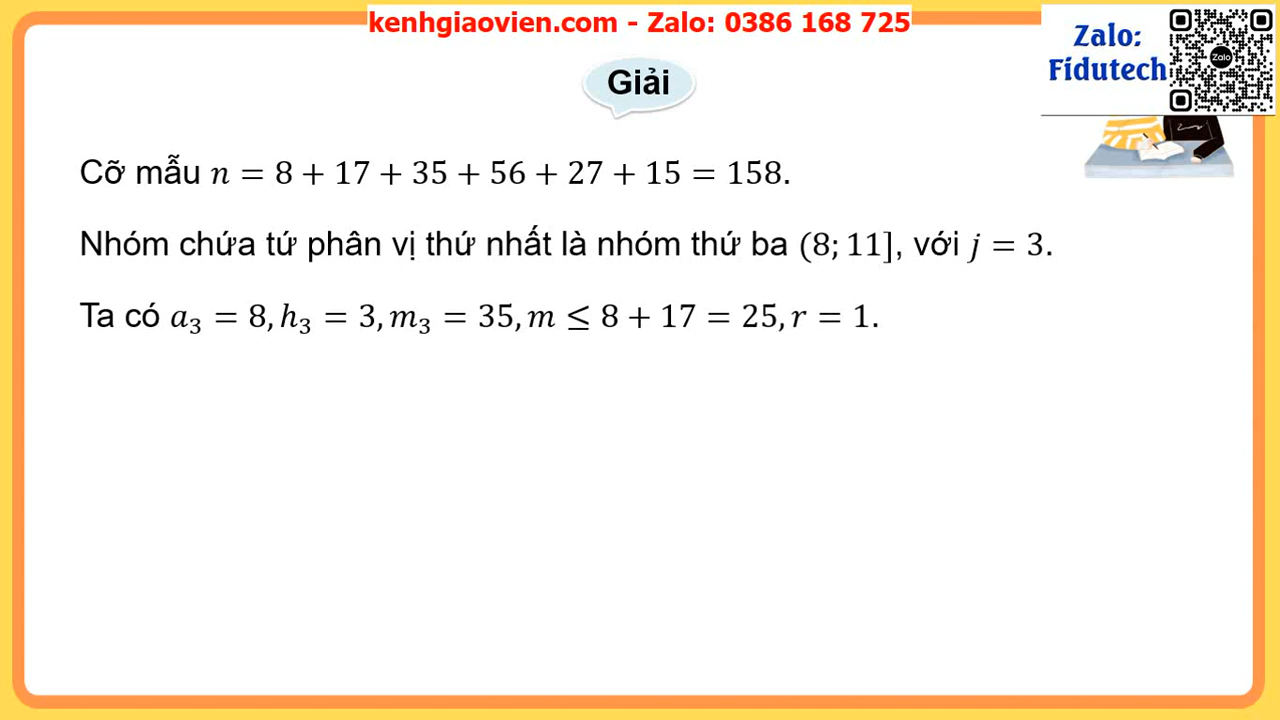 kenhgiaovien.com - Zalo: 0386 168 725
Zalo:
Fidutech
Zalo
Giải
Cỡ mẫu n = 8 + 17 + 35 + 56 + 27 + 15 = 158.
Nhóm chứa tứ phân vị thứ nhất là nhóm thứ ba (8; 11], với j = 3.
Ta có a₃ = 8, h₃ = 3, m₃ = 35, m ≤ 8 + 17 = 25, r = 1.